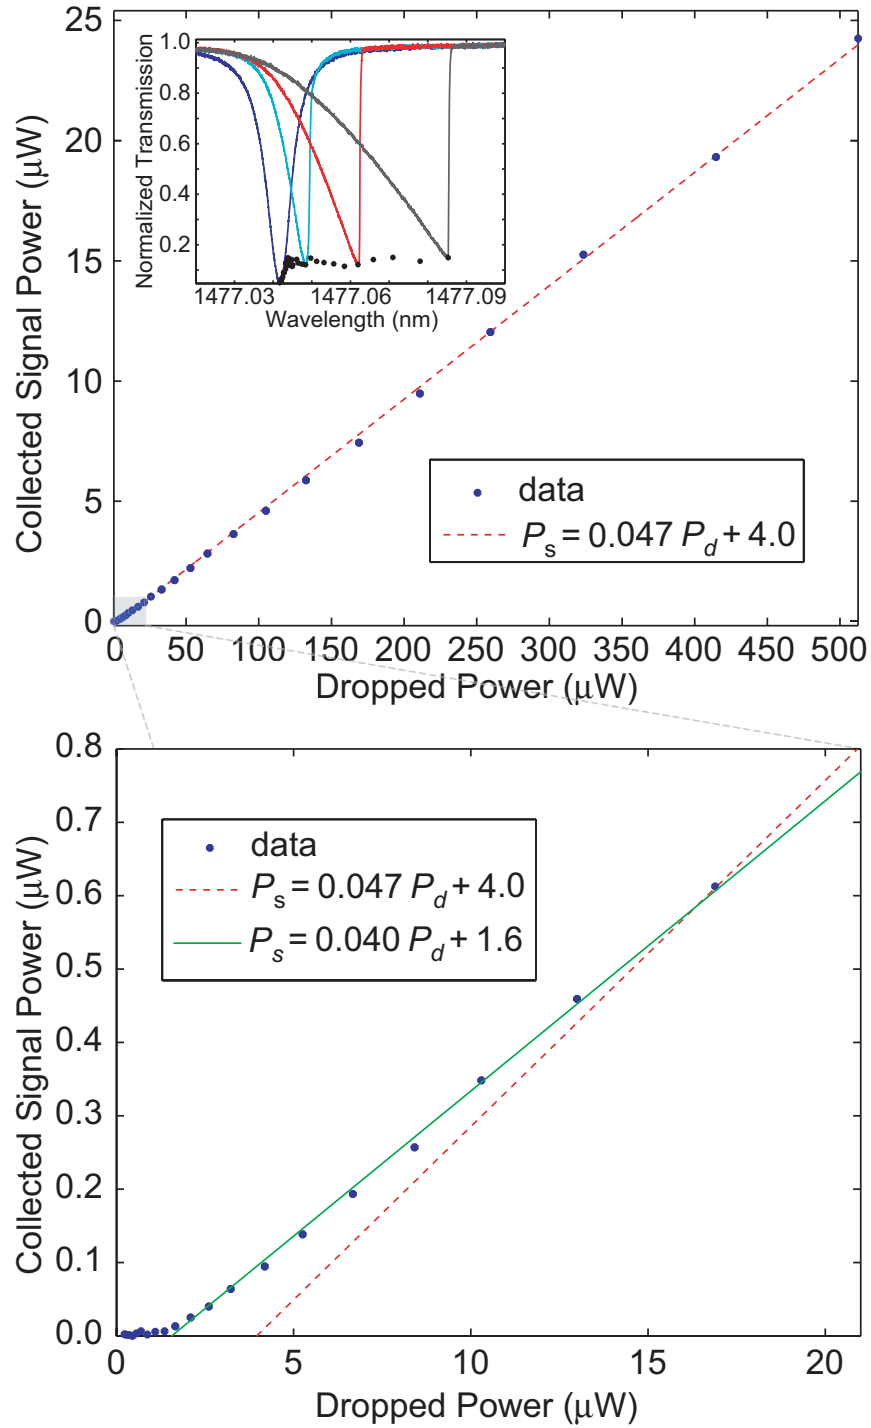 25
20
15
10
5
0
Collected Signal Power (μW)
1.0
0.8
0.6
0.4
0.2
Normalized Transmission
1477.03 1477.06 1477.09
Wavelength (nm)
data
Pₛ = 0.047 P_d + 4.0
0 50 100 150 200 250 300 350 400 450 500
Dropped Power (μW)
0.8
0.7
0.6
0.5
0.4
0.3
0.2
0.1
0.0
Collected Signal Power (μW)
data
Pₛ = 0.047 P_d + 4.0
Pₛ = 0.040 P_d + 1.6
0 5 10 15 20
Dropped Power (μW)